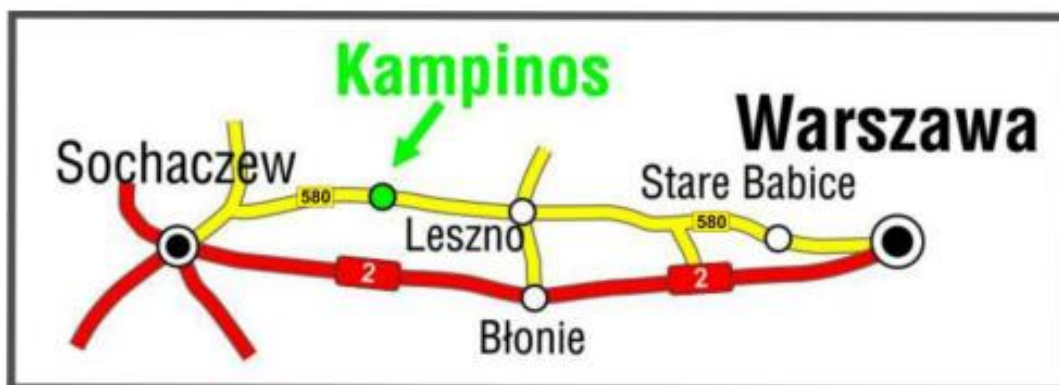 Kampinos
Warszawa
Sochaczew
Stare Babice
580
580
Leszno
2
2
Błonie